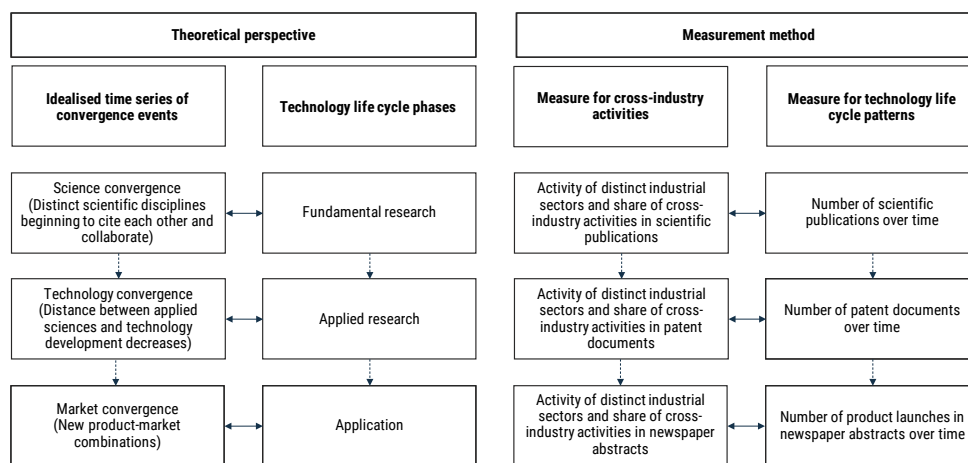 Theoretical perspective
Measurement method
Idealised time series of
convergence events
Technology life cycle phases
Measure for cross-industry
activities
Measure for technology life
cycle patterns
Science convergence
(Distinct scientific disciplines
beginning to cite each other and
collaborate)
Fundamental research
Activity of distinct industrial
sectors and share of cross-
industry activities in scientific
publications
Number of scientific
publications over time
Technology convergence
(Distance between applied
sciences and technology
development decreases)
Applied research
Activity of distinct industrial
sectors and share of cross-
industry activities in patent
documents
Number of patent documents
over time
Market convergence
(New product-market
combinations)
Application
Activity of distinct industrial
sectors and share of cross-
industry activities in newspaper
abstracts
Number of product launches in
newspaper abstracts over time